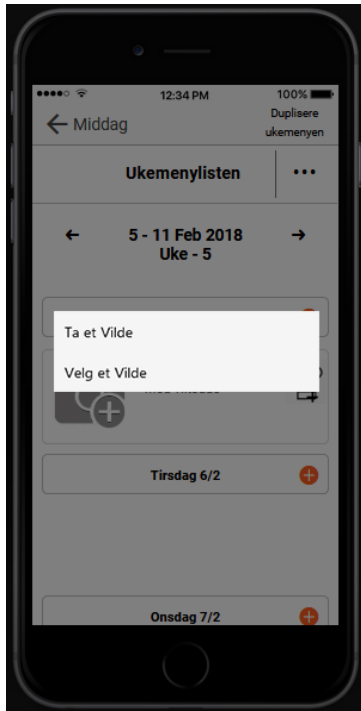 12:34 PM
100%
Middag
Duplisere
ukemenyen
Ukemenylisten
5 - 11 Feb 2018
Uke - 5
Ta et Vilde
Velg et Vilde
Tirsdag 6/2
Onsdag 7/2